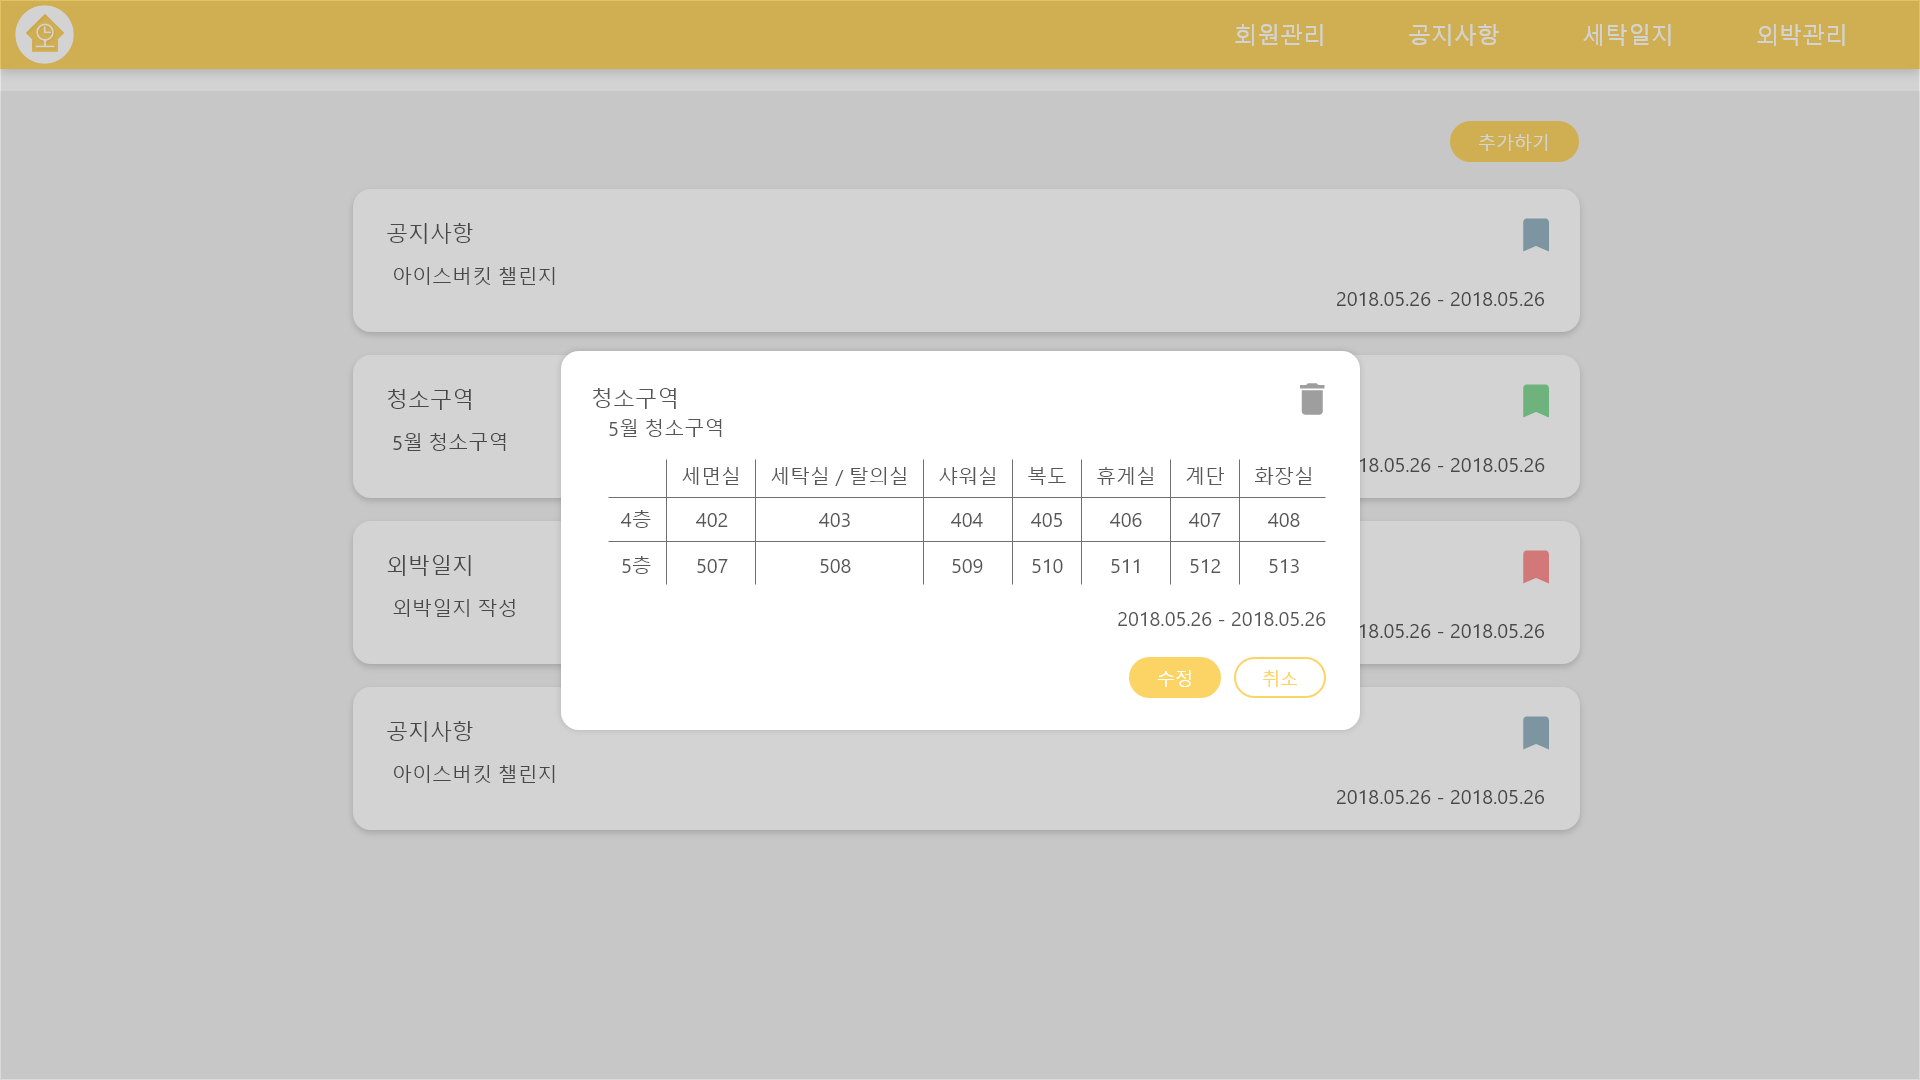 회원관리 공지사항 세탁일지 외박관리
추가하기
공지사항
아이스버킷 챌린지
2018.05.26 - 2018.05.26
청소구역
5월 청소구역
18.05.26 - 2018.05.26
외박일지
외박일지 작성
18.05.26 - 2018.05.26
공지사항
아이스버킷 챌린지
2018.05.26 - 2018.05.26
청소구역
5월 청소구역
세면실 세탁실 / 탈의실 샤워실 복도 휴게실 계단 화장실
4층 402 403 404 405 406 407 408
5층 507 508 509 510 511 512 513
2018.05.26 - 2018.05.26
수정 취소